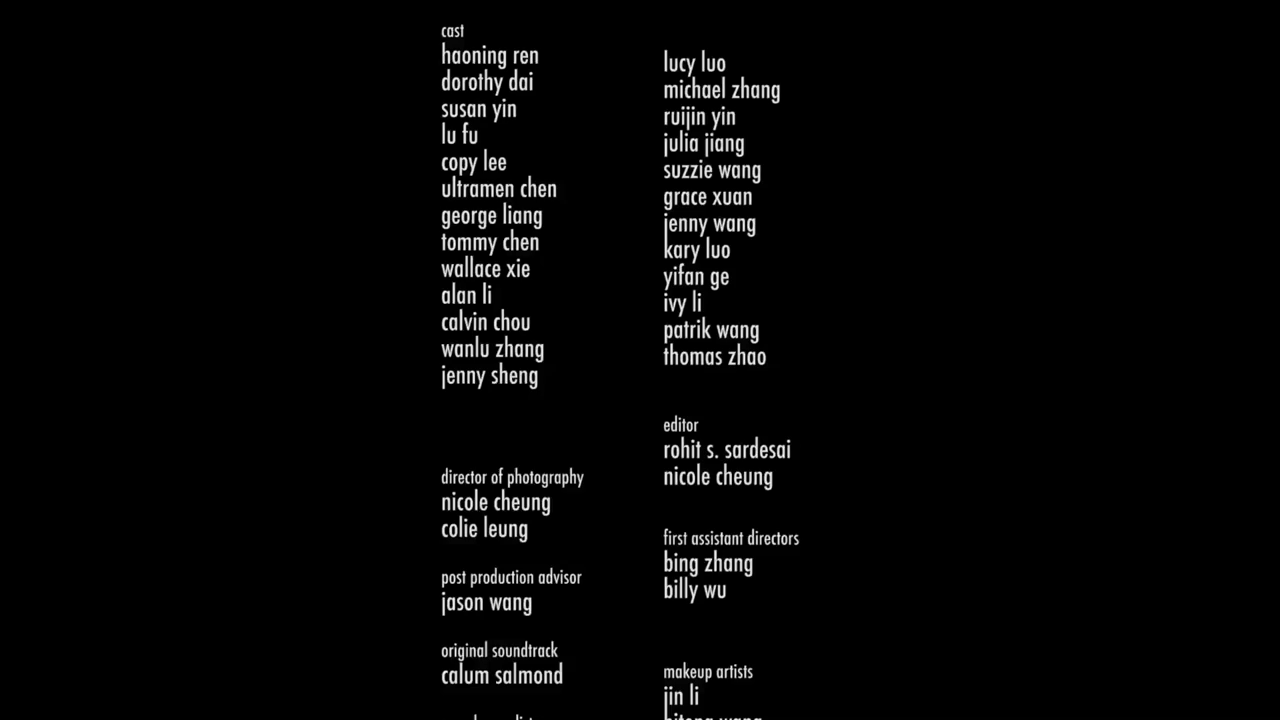 cast
haoning ren
dorothy dai
susan yin
lu fu
copy lee
ultramen chen
george liang
tommy chen
wallace xie
alan li
calvin chou
wanlu zhang
jenny sheng
director of photography
nicole cheung
colie leung
post production advisor
jason wang
original soundtrack
calum salmond
lucy luo
michael zhang
ruijin yin
julia jiang
suzzie wang
grace xuan
jenny wang
kary luo
yifan ge
ivy li
patrik wang
thomas zhao
editor
rohit s. sardesai
nicole cheung
first assistant directors
bing zhang
billy wu
makeup artists
jin li